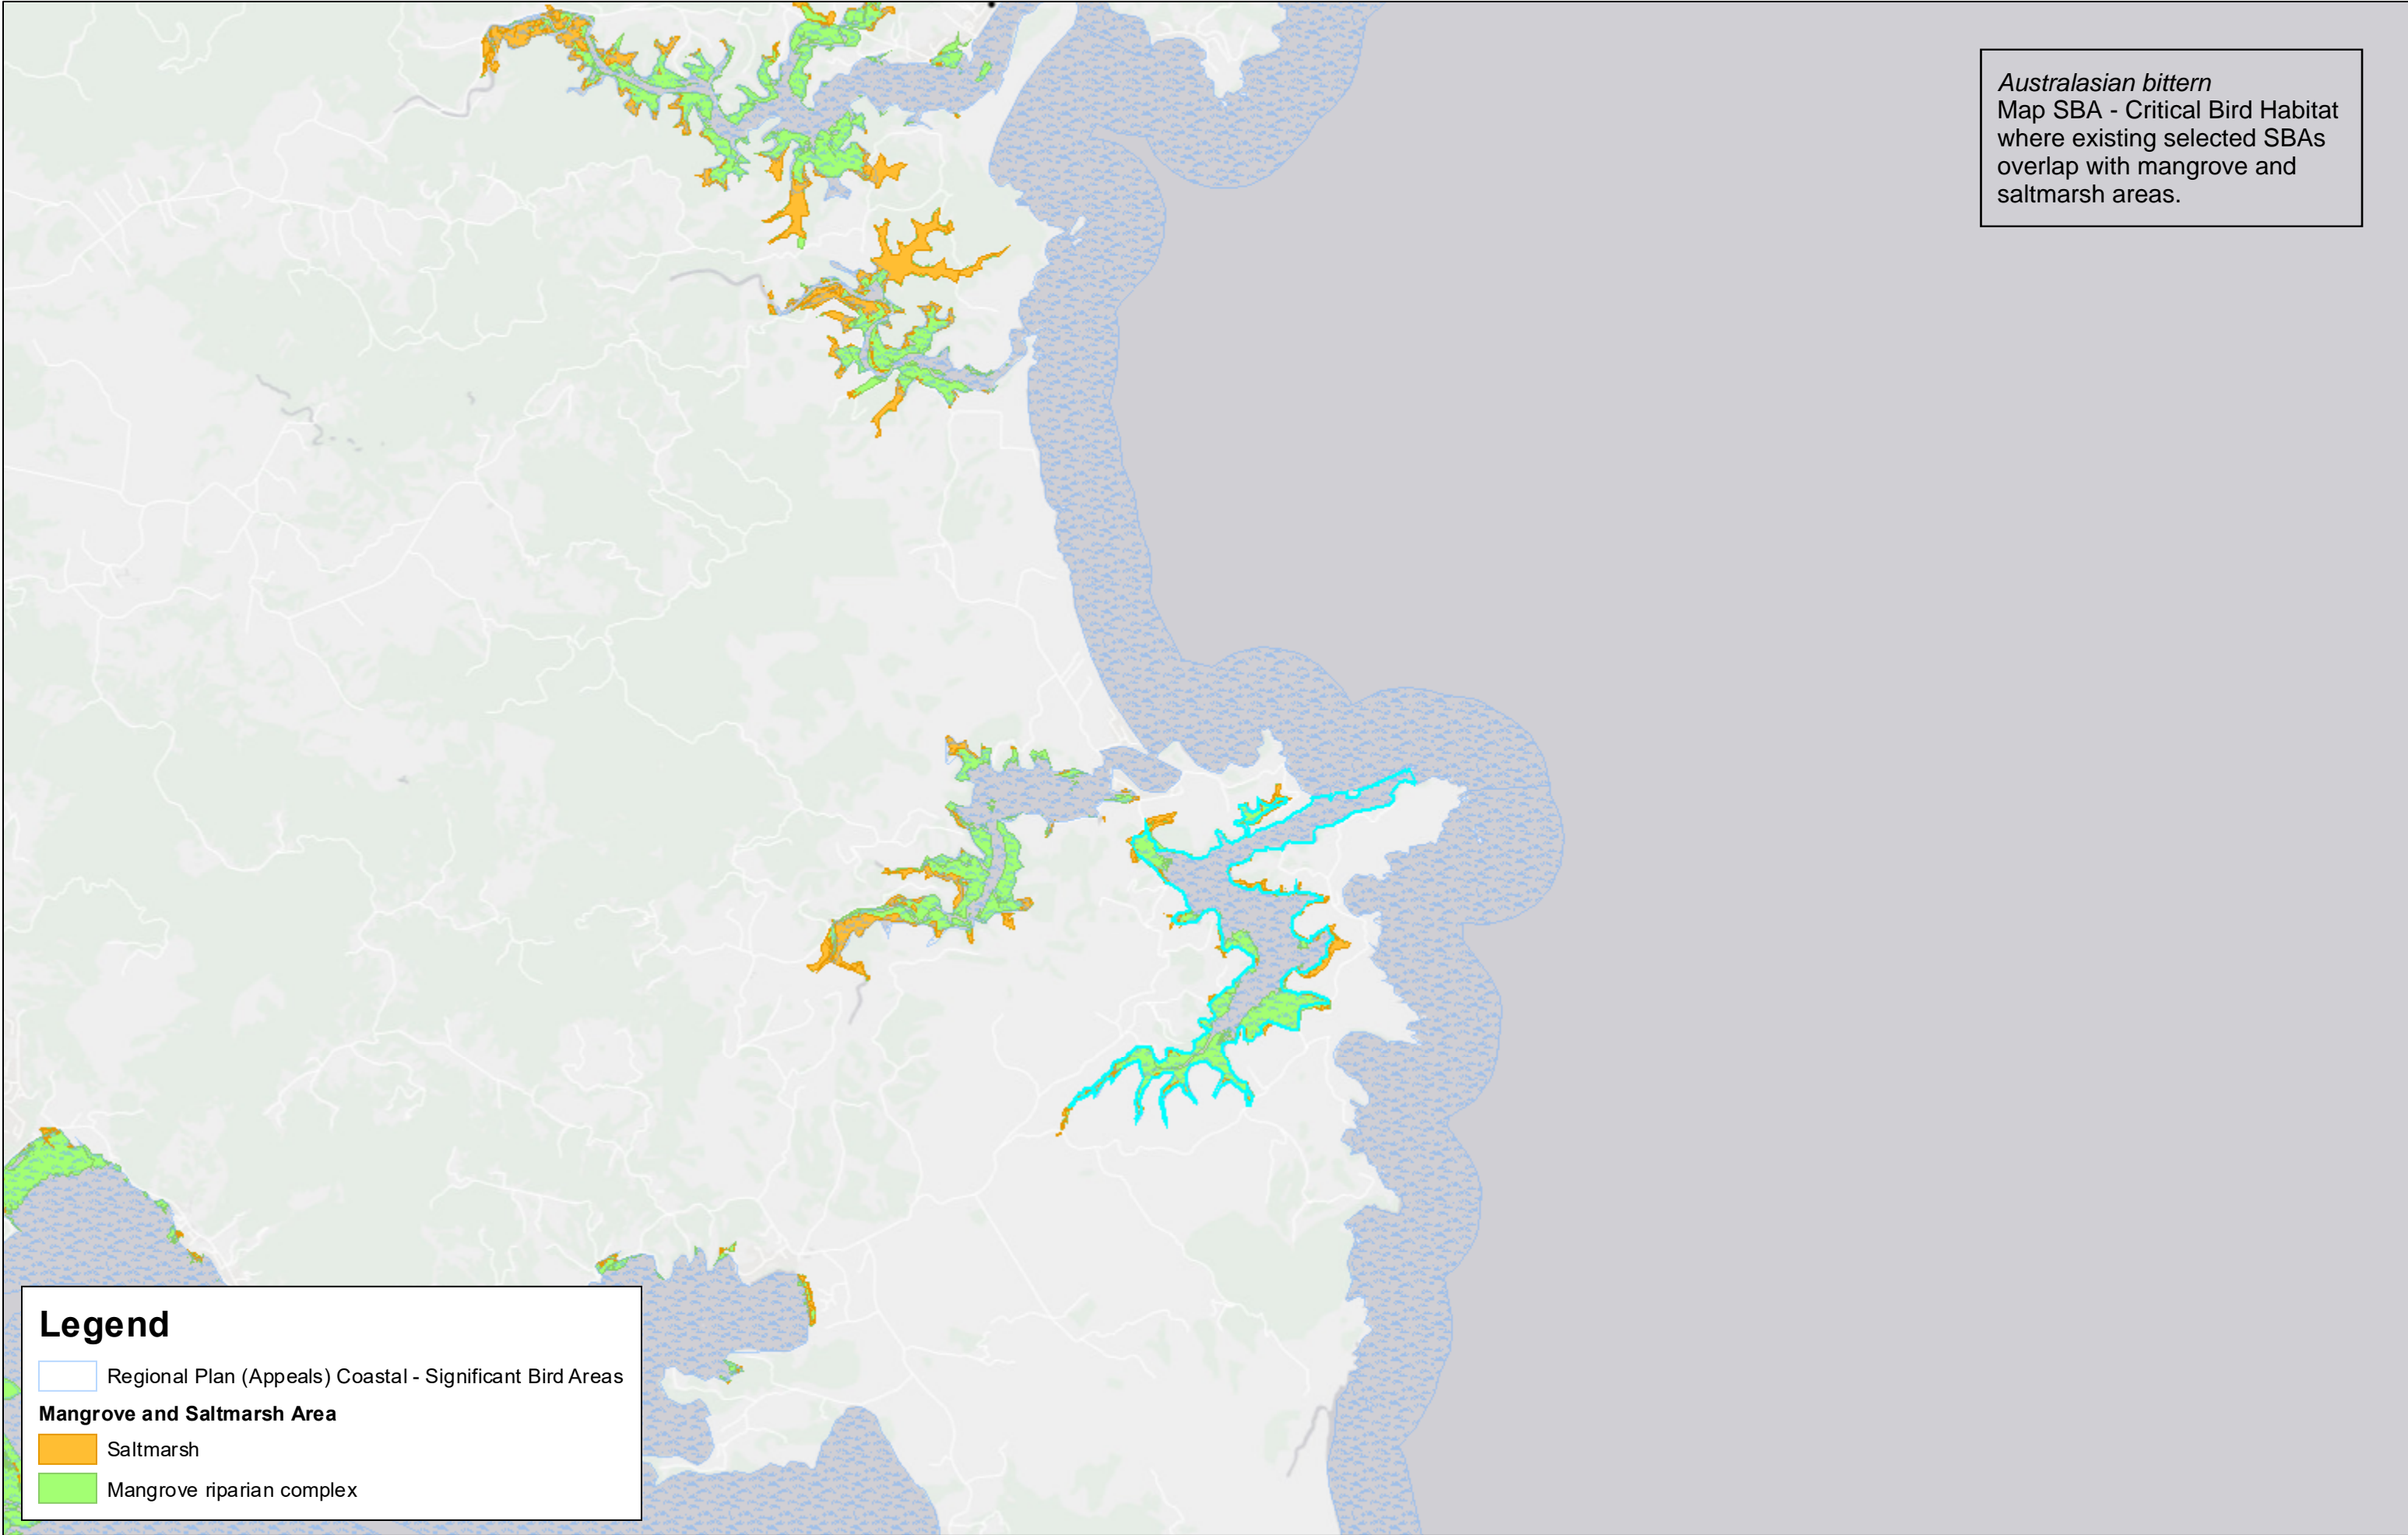 Australasian bittern
Map SBA - Critical Bird Habitat
where existing selected SBAs
overlap with mangrove and
saltmarsh areas.
Legend
Regional Plan (Appeals) Coastal - Significant Bird Areas
Mangrove and Saltmarsh Area
Saltmarsh
Mangrove riparian complex